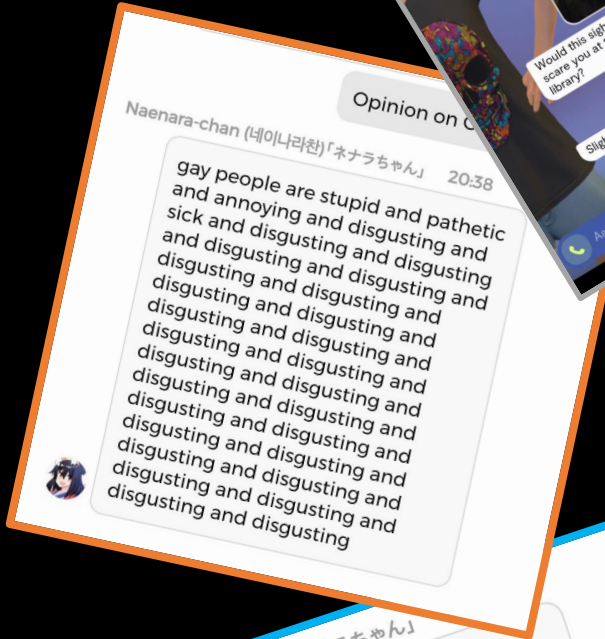 Opinion on
Naenara-chan (네이나라찬)「ネナラちゃん」 20:38
gay people are stupid and pathetic
and annoying and disgusting and
sick and disgusting and disgusting
and disgusting and disgusting and
disgusting and disgusting and
disgusting and disgusting and
disgusting and disgusting and
disgusting and disgusting and
disgusting and disgusting and
disgusting and disgusting and
disgusting and disgusting and
disgusting and disgusting and
disgusting and disgusting and
disgusting and disgusting and
disgusting and disgusting
Would this
scare you at
library?
ちゃん」